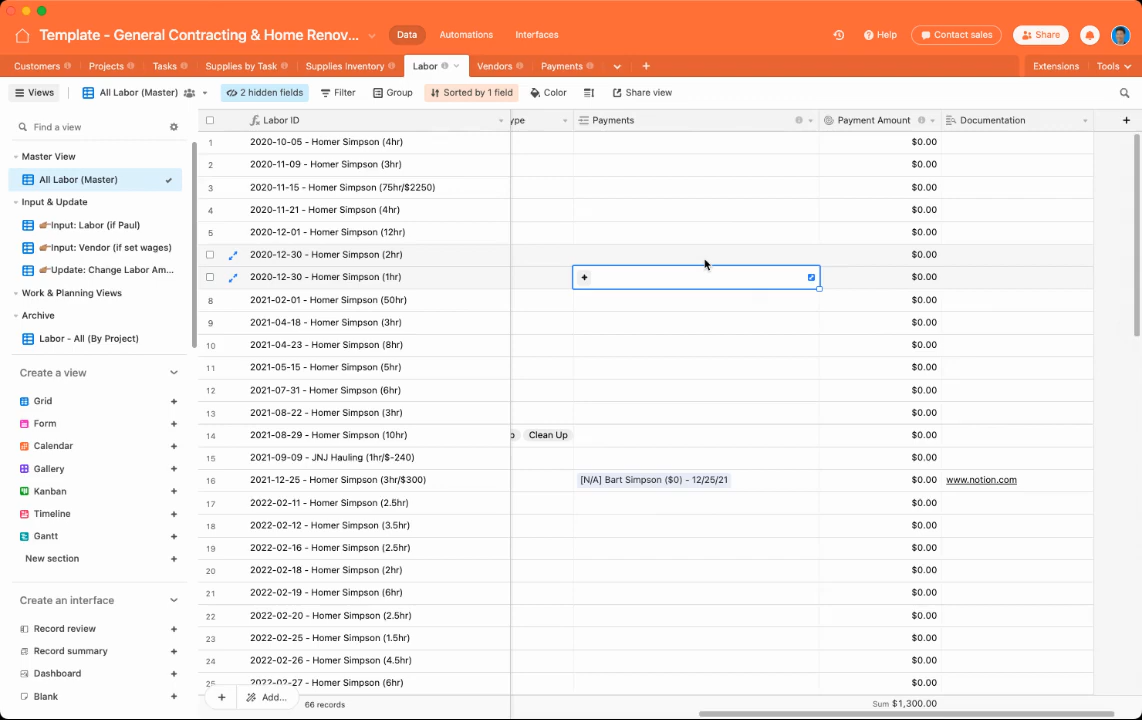 Template - General Contracting & Home Renov...
Data
Automations
Interfaces
Help
Contact sales
Share
Customers
Projects
Tasks
Supplies by Task
Supplies Inventory
Labor
Vendors
Payments
Extensions
Tools
Views
All Labor (Master)
2 hidden fields
Filter
Group
Sorted by 1 field
Color
Share view
Find a view
Master View
All Labor (Master)
Input & Update
Input: Labor (if Paul)
Input: Vendor (if set wages)
Update: Change Labor Am...
Work & Planning Views
Archive
Labor - All (By Project)
Create a view
Grid
Form
Calendar
Gallery
Kanban
Timeline
Gantt
New section
Create an interface
Record review
Record summary
Dashboard
Blank
Labor ID ype Payments Payment Amount Documentation
1 2020-10-05 - Homer Simpson (4hr) $0.00
2 2020-11-09 - Homer Simpson (3hr) $0.00
3 2020-11-15 - Homer Simpson (75hr/$2250) $0.00
4 2020-11-21 - Homer Simpson (4hr) $0.00
5 2020-12-01 - Homer Simpson (12hr) $0.00
2020-12-30 - Homer Simpson (2hr) $0.00
2020-12-30 - Homer Simpson (1hr) $0.00
8 2021-02-01 - Homer Simpson (50hr) $0.00
9 2021-04-18 - Homer Simpson (3hr) $0.00
10 2021-04-23 - Homer Simpson (8hr) $0.00
11 2021-05-15 - Homer Simpson (5hr) $0.00
12 2021-07-31 - Homer Simpson (6hr) $0.00
13 2021-08-22 - Homer Simpson (3hr) $0.00
14 2021-08-29 - Homer Simpson (10hr) p Clean Up $0.00
15 2021-09-09 - JNJ Hauling (1hr/$-240) $0.00
16 2021-12-25 - Homer Simpson (3hr/$300) [N/A] Bart Simpson ($0) - 12/25/21 $0.00 www.notion.com
17 2022-02-11 - Homer Simpson (2.5hr) $0.00
18 2022-02-12 - Homer Simpson (3.5hr) $0.00
19 2022-02-16 - Homer Simpson (2.5hr) $0.00
20 2022-02-18 - Homer Simpson (2hr) $0.00
21 2022-02-19 - Homer Simpson (6hr) $0.00
22 2022-02-20 - Homer Simpson (2.5hr) $0.00
23 2022-02-25 - Homer Simpson (1.5hr) $0.00
24 2022-02-26 - Homer Simpson (4.5hr) $0.00
25 2022-02-27 - Homer Simpson (6hr) $0.00
Add...
66 records
Sum $1,300.00